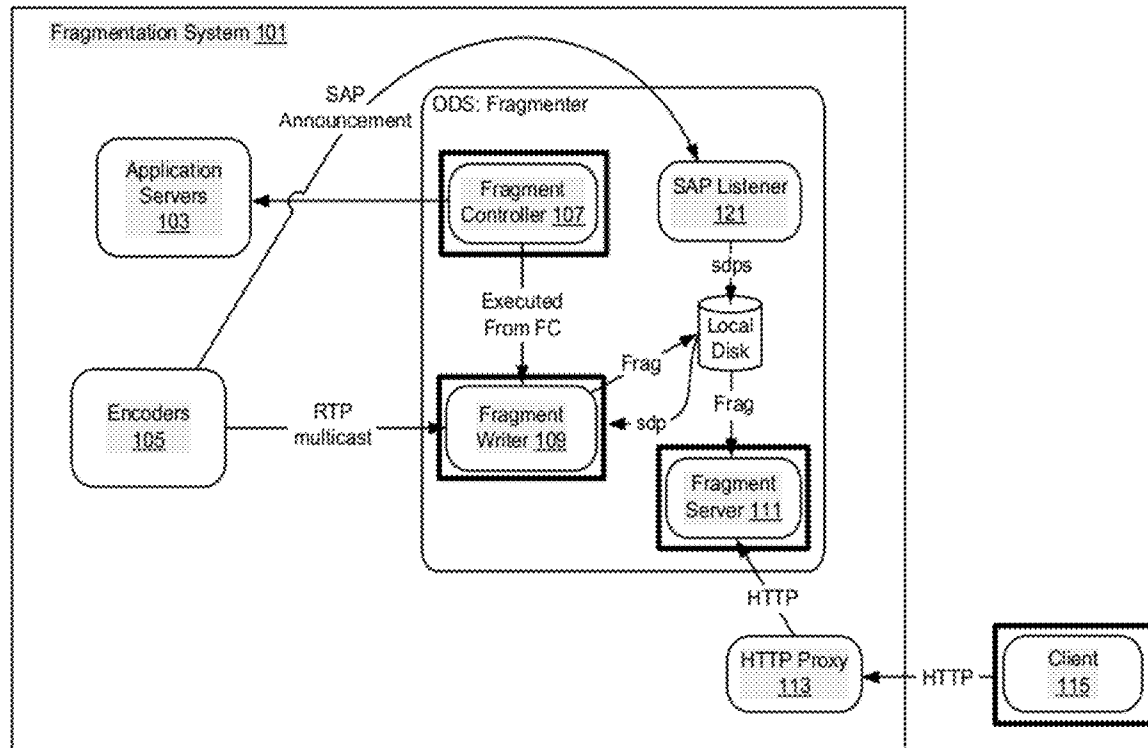 Fragmentation System 101
SAP
Announcement
ODS: Fragmenter
Application
Servers
103
Fragment
Controller 107
SAP Listener
121
sdps
Executed
From FC
Local
Disk
Frag
Encoders
105
RTP
multicast
Fragment
Writer 109
sdp
Frag
Fragment
Server 111
HTTP
HTTP Proxy
113
HTTP
Client
115